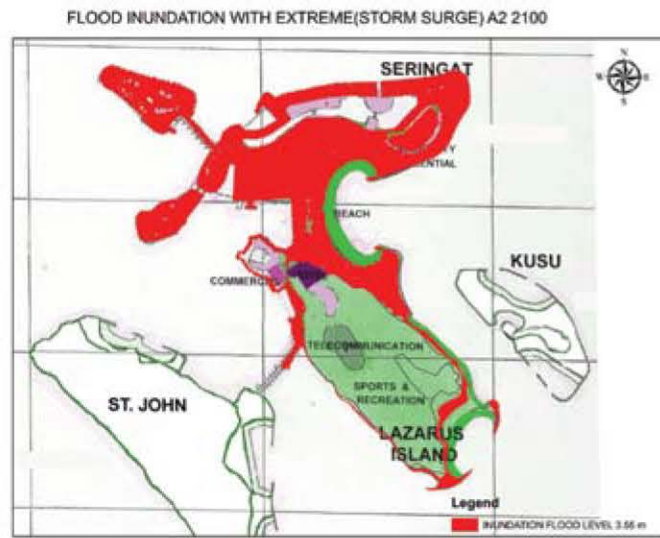 FLOOD INUNDATION WITH EXTREME(STORM SURGE) A2 2100
SERINGAT
N
W E
S
BEACH
KUSU
TELECOMMUNICATION
ST. JOHN
SPORTS &
RECREATION
LAZARUS
ISLAND
Legend
INUNDATION FLOOD LEVEL 3.55 m